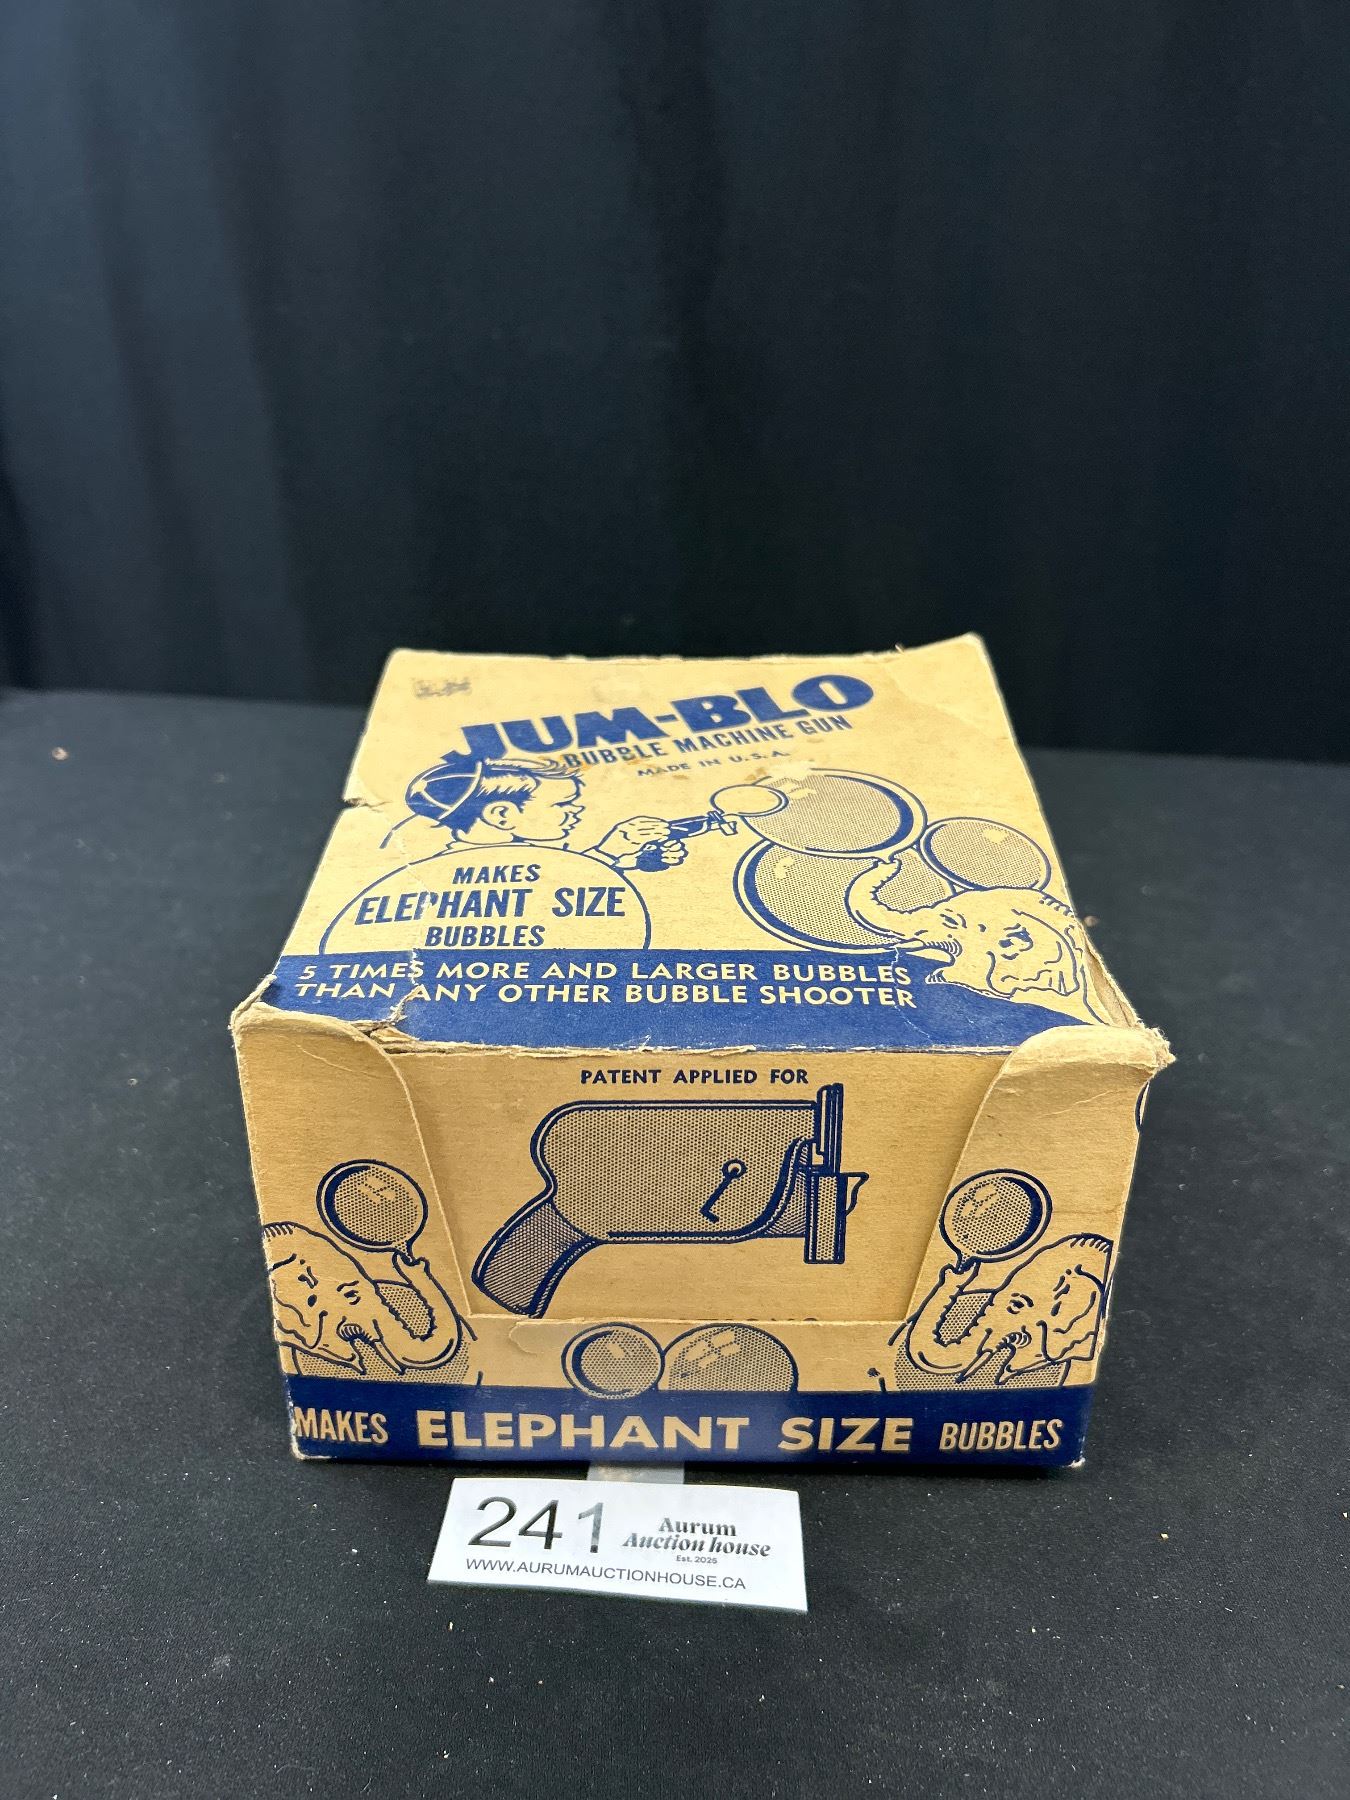 JUM-BLO
BUBBLE MACHINE GUN
MADE IN U.S.A.
MAKES
ELEPHANT SIZE
BUBBLES
5 TIMES MORE AND LARGER BUBBLES
THAN ANY OTHER BUBBLE SHOOTER
PATENT APPLIED FOR
MAKES ELEPHANT SIZE BUBBLES
241 Aurum
Auction house
Est. 2025
WWW.AURUMAUCTIONHOUSE.CA